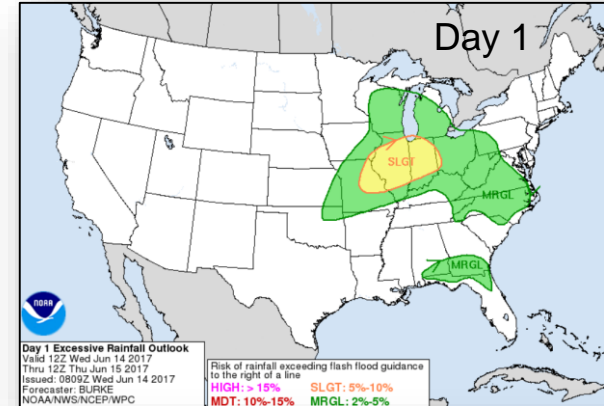 Day 1
SLGT
MRGL
MRGL
NOAA
Day 1 Excessive Rainfall Outlook
Valid 12Z Wed Jun 14 2017
Thru 12Z Thu Jun 15 2017
Issued: 0809Z Wed Jun 14 2017
Forecaster: BURKE
NOAA/NWS/NCEP/WPC
Risk of rainfall exceeding flash flood guidance
to the right of a line
HIGH: > 15% SLGT: 5%-10%
MDT: 10%-15% MRGL: 2%-5%